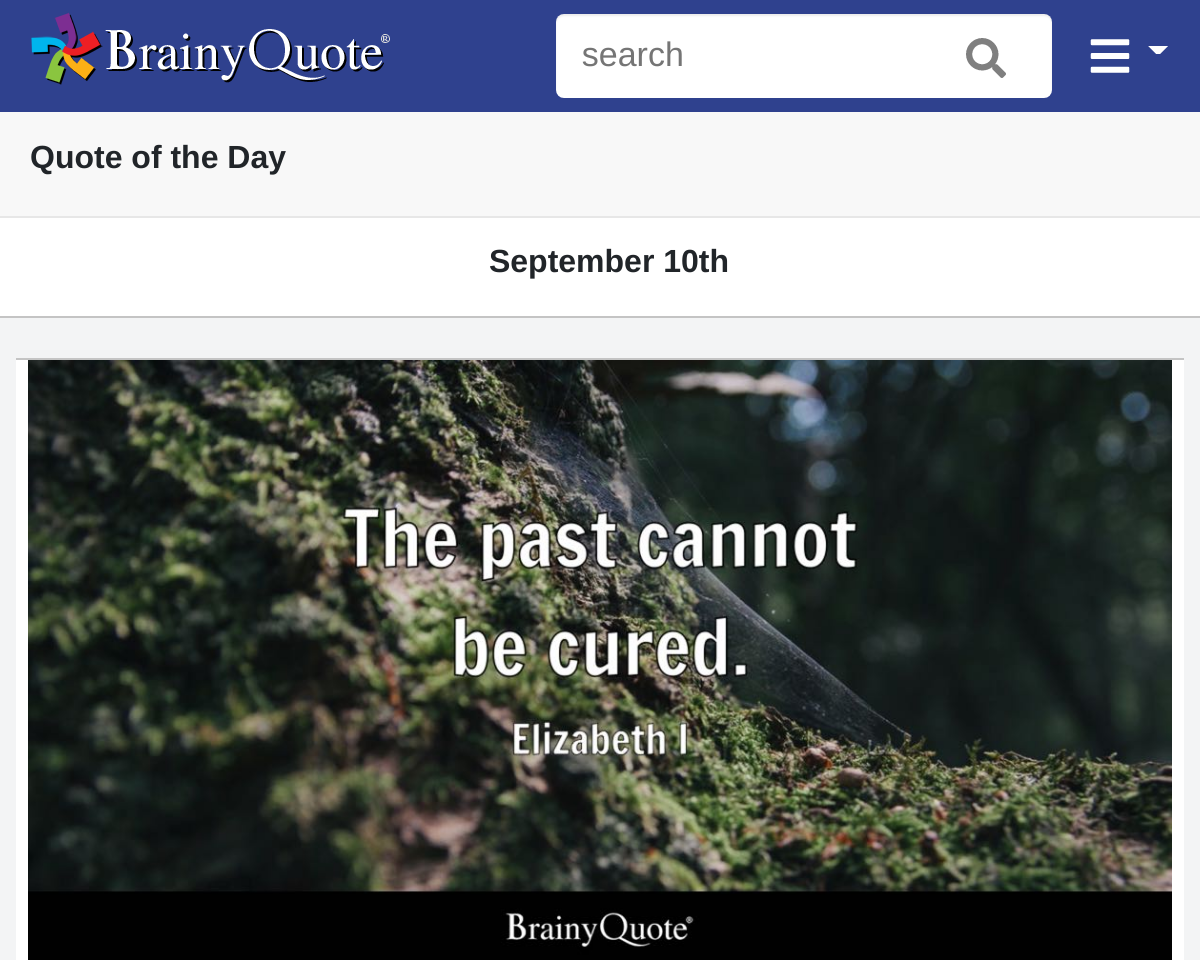 BrainyQuote®
search
Quote of the Day
September 10th
The past cannot
be cured.
Elizabeth I
BrainyQuote®